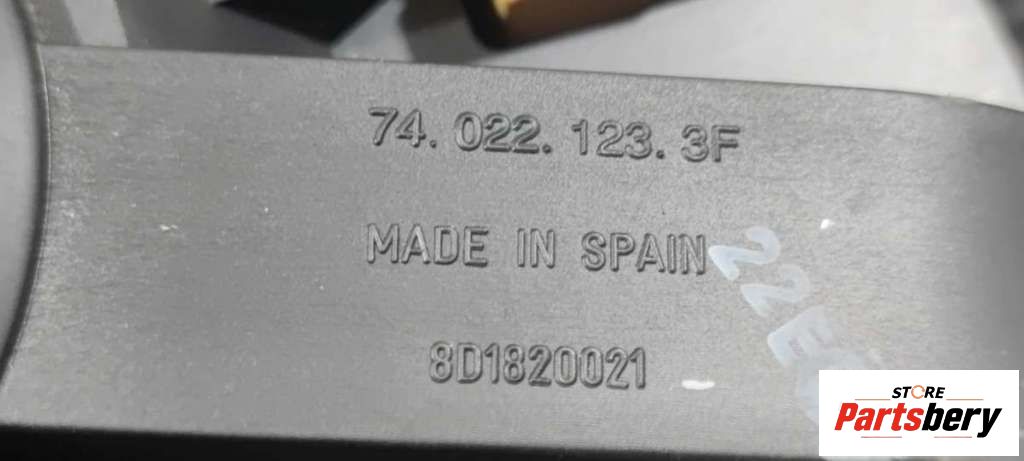 74. 022. 123. 3F
MADE IN SPAIN
8D1820021
STORE
Partsbery